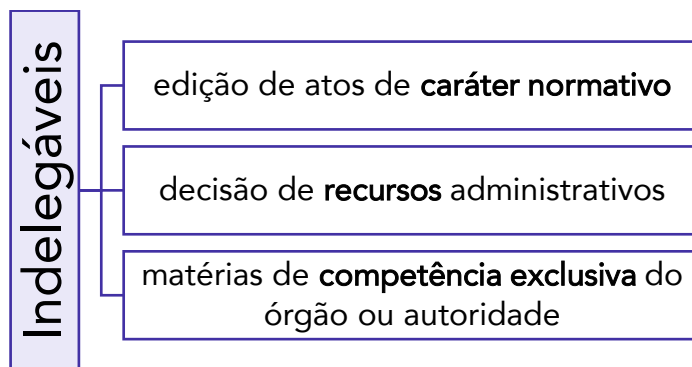 Indelegáveis
edição de atos de caráter normativo
decisão de recursos administrativos
matérias de competência exclusiva do
órgão ou autoridade